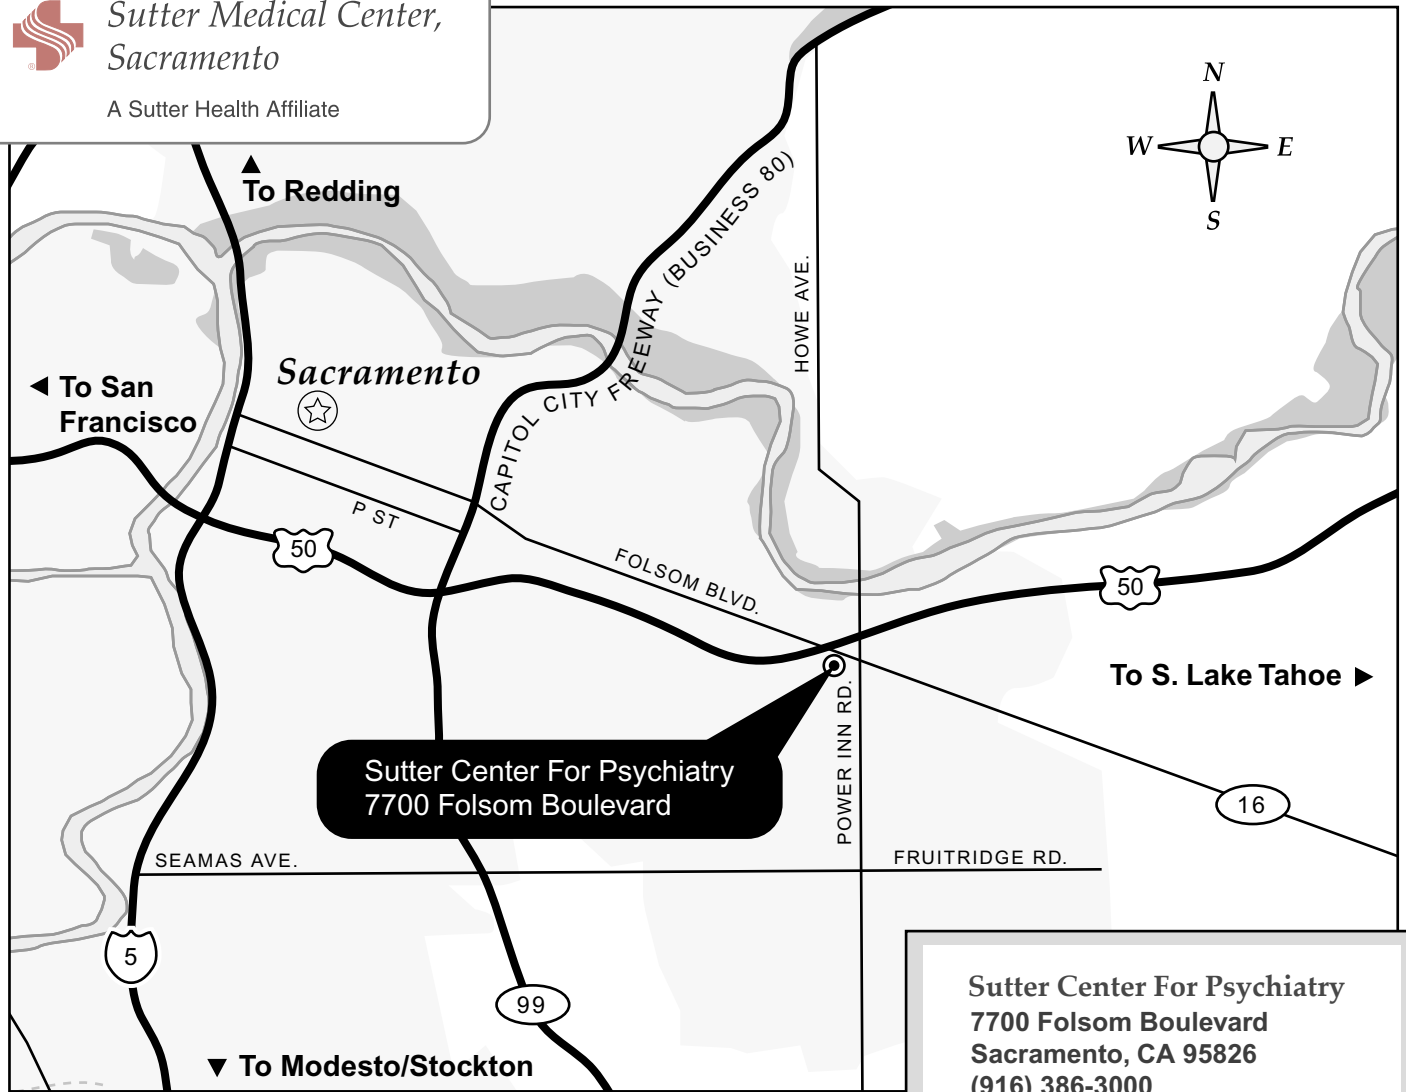 Sutter Medical Center,
Sacramento
®
A Sutter Health Affiliate
N
W E
S
To Redding
CAPITOL CITY FREEWAY (BUSINESS 80)
HOWE AVE.
Sacramento
To San
Francisco
P ST
50
FOLSOM BLVD.
50
To S. Lake Tahoe
POWER INN RD.
Sutter Center For Psychiatry
7700 Folsom Boulevard
16
SEAMAS AVE.
FRUITRIDGE RD.
5
99
To Modesto/Stockton
Sutter Center For Psychiatry
7700 Folsom Boulevard
Sacramento, CA 95826
(916) 386-3000